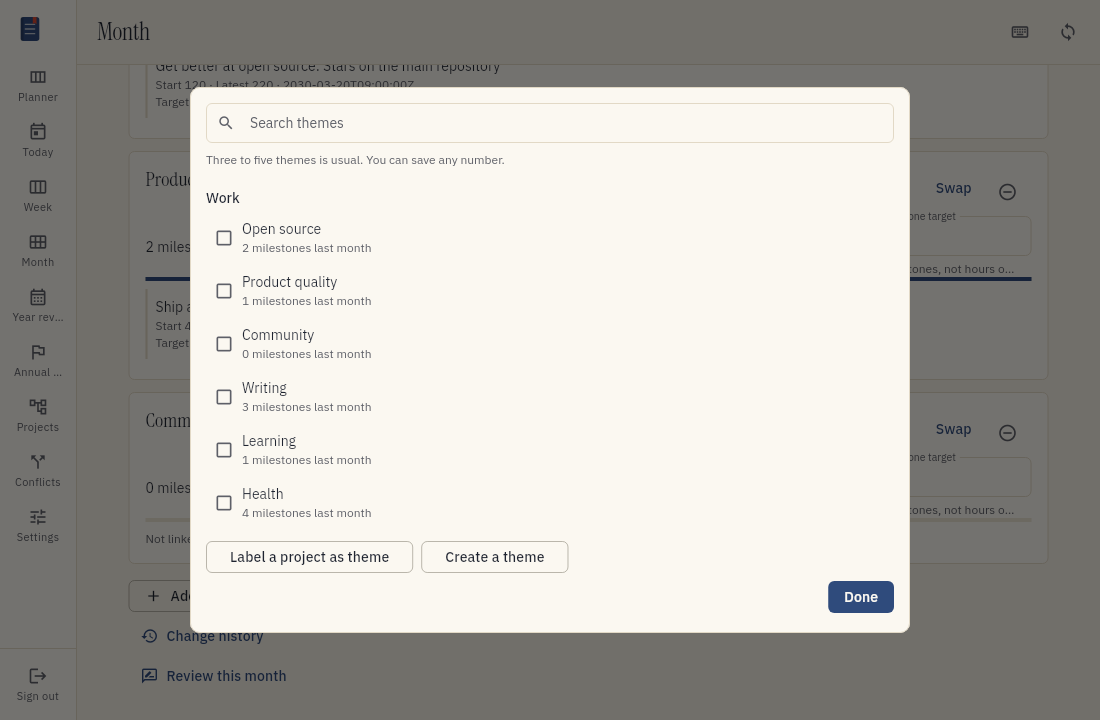 Month
Planner
Today
Week
Month
Year rev...
Annual ...
Projects
Conflicts
Settings
Sign out
Get better at open source: Stars on the main repository
Start 120 · Latest 220 · 2030-03-20T09:00:00Z
Target
Search themes
Three to five themes is usual. You can save any number.
Work
Open source
2 milestones last month
Product quality
1 milestones last month
Community
0 milestones last month
Writing
3 milestones last month
Learning
1 milestones last month
Health
4 milestones last month
Label a project as theme
Create a theme
Done
Swap
one target
ones, not hours o...
2 miles
Ship a
Start 4
Target
Swap
one target
ones, not hours o...
0 miles
Not linke
Change history
Review this month